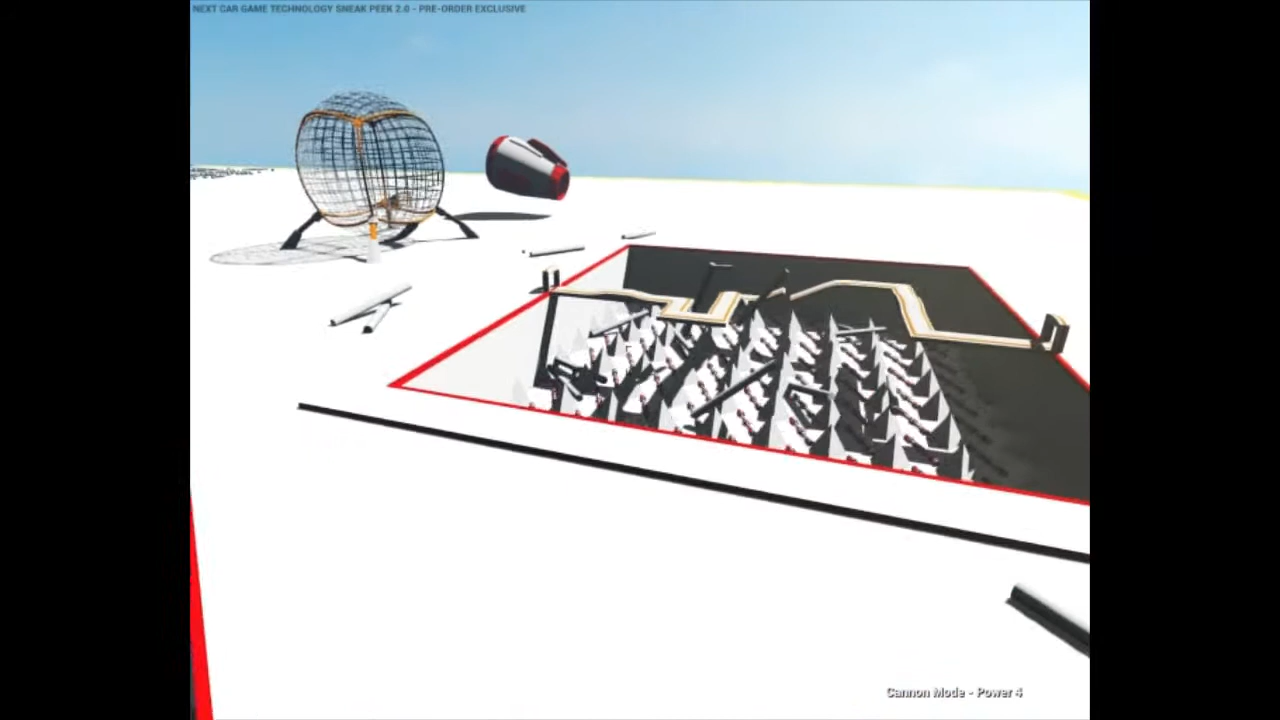 NEXT CAR GAME TECHNOLOGY SNEAK PEEK 2.0 - PRE-ORDER EXCLUSIVE
Cannon Mode - Power 4